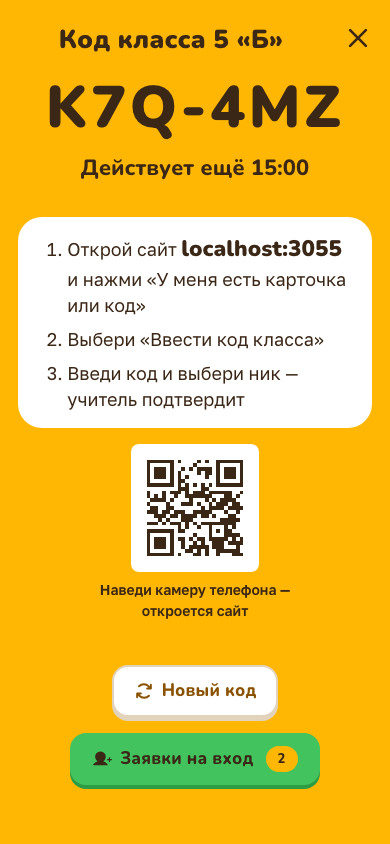 Код класса 5 «Б»
K7Q-4MZ
Действует ещё 15:00
1. Открой сайт localhost:3055
и нажми «У меня есть карточка
или код»
2. Выбери «Ввести код класса»
3. Введи код и выбери ник —
учитель подтвердит
Наведи камеру телефона —
откроется сайт
Новый код
Заявки на вход 2